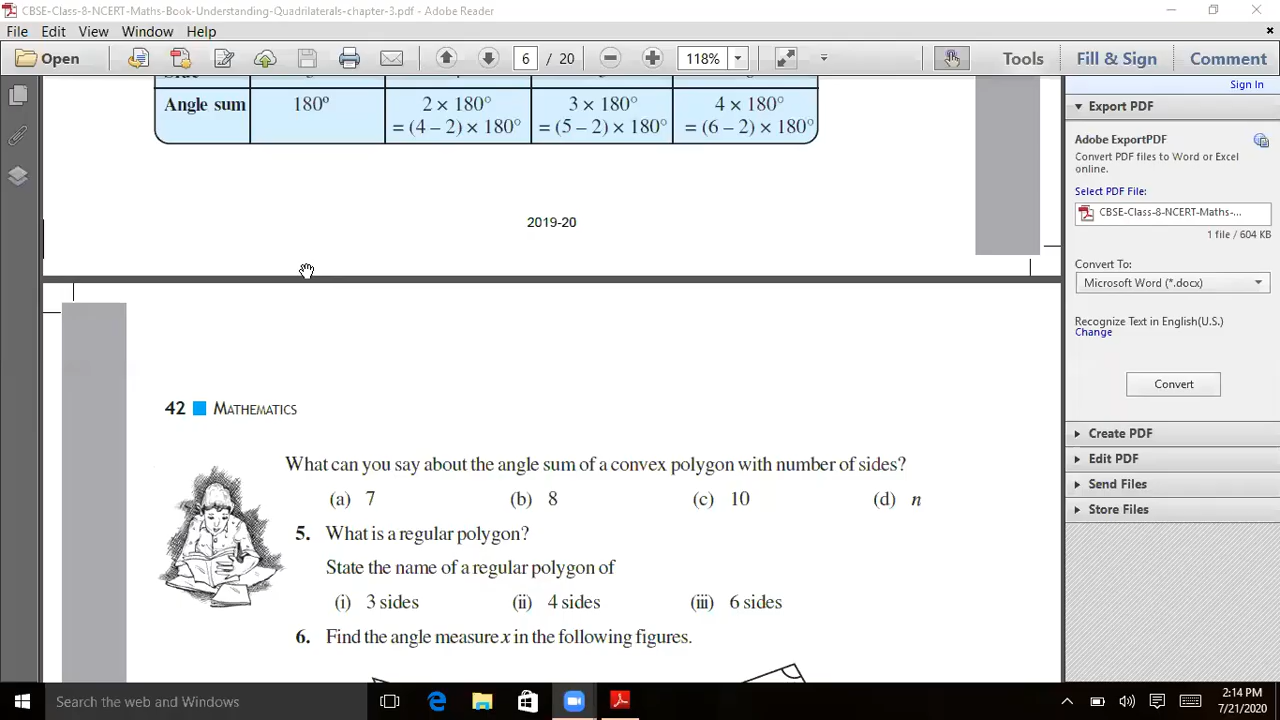 CBSE-Class-8-NCERT-Maths-Book-Understanding-Quadrilaterals-chapter-3.pdf - Adobe Reader
File Edit View Window Help
Open 6 / 20 118% Tools Fill & Sign Comment
Sign In
Angle sum 180° 2 × 180° 3 × 180° 4 × 180°
= (4 – 2) × 180° = (5 – 2) × 180° = (6 – 2) × 180°
2019-20
42 MATHEMATICS
What can you say about the angle sum of a convex polygon with number of sides?
(a) 7 (b) 8 (c) 10 (d) n
5. What is a regular polygon?
State the name of a regular polygon of
(i) 3 sides (ii) 4 sides (iii) 6 sides
6. Find the angle measure x in the following figures.
Export PDF
Adobe ExportPDF
Convert PDF files to Word or Excel
online.
Select PDF File:
CBSE-Class-8-NCERT-Maths-...
1 file / 604 KB
Convert To:
Microsoft Word (*.docx)
Recognize Text in English(U.S.)
Change
Convert
Create PDF
Edit PDF
Send Files
Store Files
Search the web and Windows
2:14 PM
7/21/2020